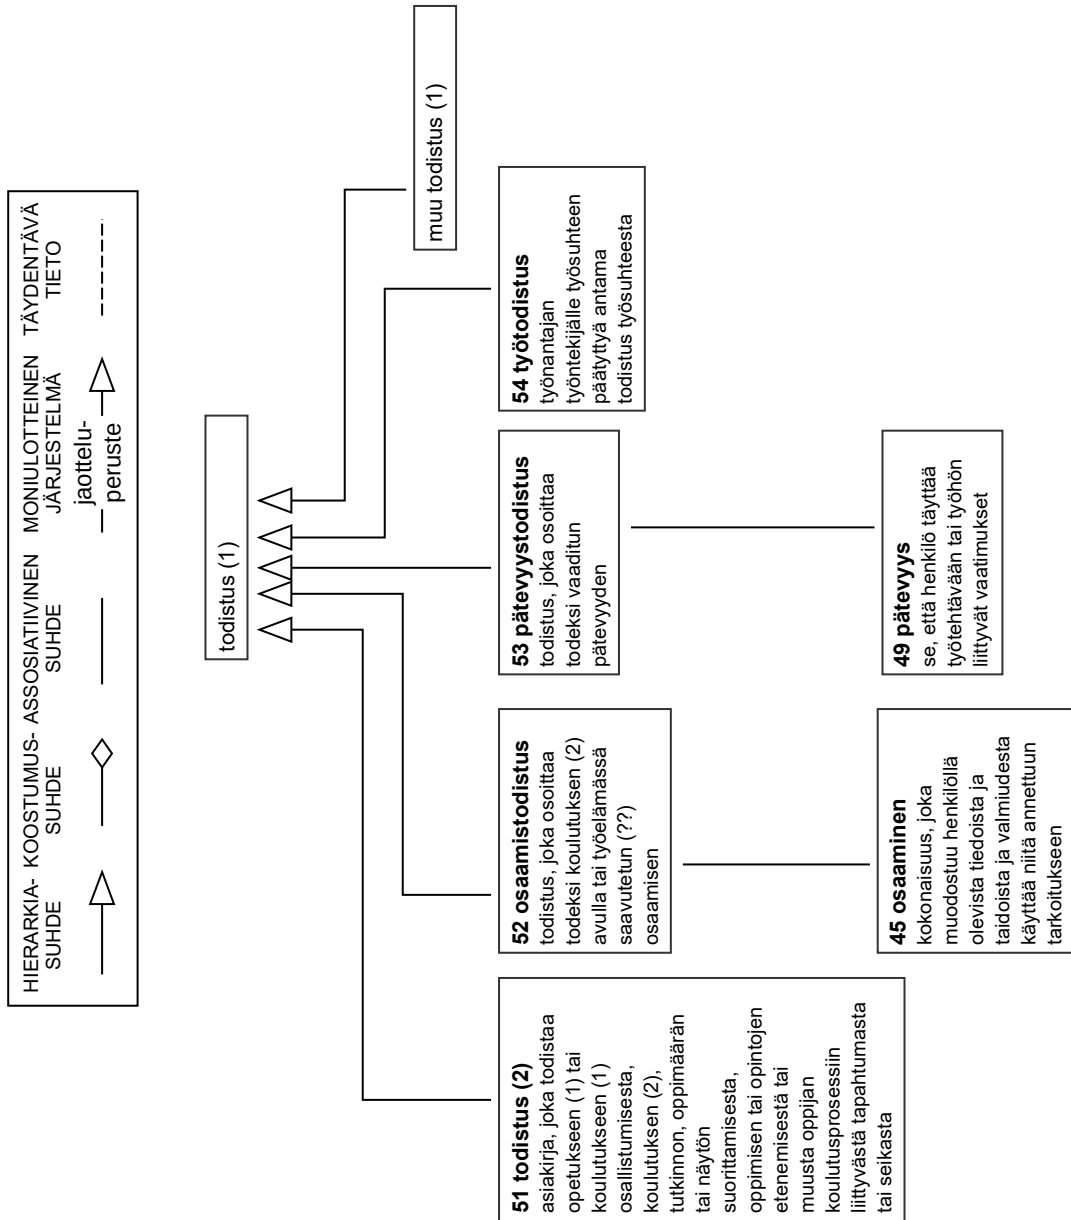 HIERARKIA-
SUHDE
KOOSTUMUS-
SUHDE
ASSOSIATIIVINEN
SUHDE
MONIULOTTEINEN
JÄRJESTELMÄ
jaottelu-
peruste
TÄYDENTÄVÄ
TIETO
todistus (1)
51 todistus (2)
asiakirja, joka todistaa
opetukseen (1) tai
koulutukseen (1)
osallistumisesta,
koulutuksen (2),
tutkinnon, oppimäärän
tai näytön
suorittamisesta,
oppimisen tai opintojen
etenemisestä tai
muusta oppijan
koulutusprosessiin
liittyvästä tapahtumasta
tai seikasta
52 osaamistodistus
todistus, joka osoittaa
todeksi koulutuksen (2)
avulla tai työelämässä
saavutetun (??)
osaamisen
53 pätevyystodistus
todistus, joka osoittaa
todeksi vaaditun
pätevyyden
54 työtodistus
työnantajan
työntekijälle työsuhteen
päätyttyä antama
todistus työsuhteesta
muu todistus (1)
45 osaaminen
kokonaisuus, joka
muodostuu henkilöllä
olevista tiedoista ja
taidoista ja valmiudesta
käyttää niitä annettuun
tarkoitukseen
49 pätevyys
se, että henkilö täyttää
työtehtävään tai työhön
liittyvät vaatimukset